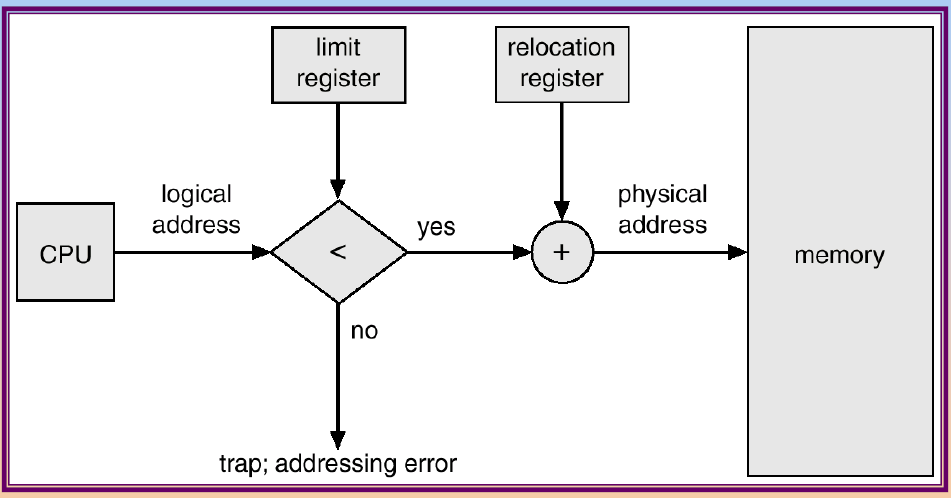 limit
register
relocation
register
logical
address
physical
address
yes
CPU
<
+
memory
no
trap; addressing error